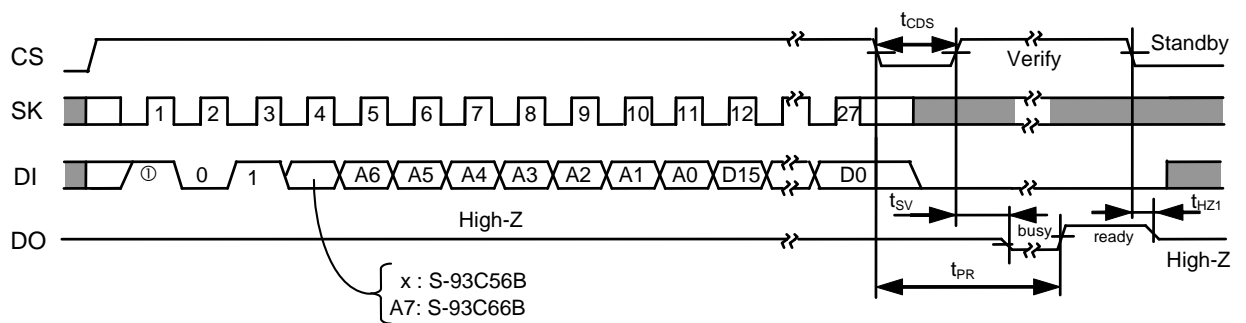 tCDS
CS
Verify
Standby
SK 1 2 3 4 5 6 7 8 9 10 11 12 27
DI ① 0 1 A6 A5 A4 A3 A2 A1 A0 D15 D0
tSV
tHZ1
High-Z
busy
ready
DO
High-Z
tPR
x : S-93C56B
A7: S-93C66B